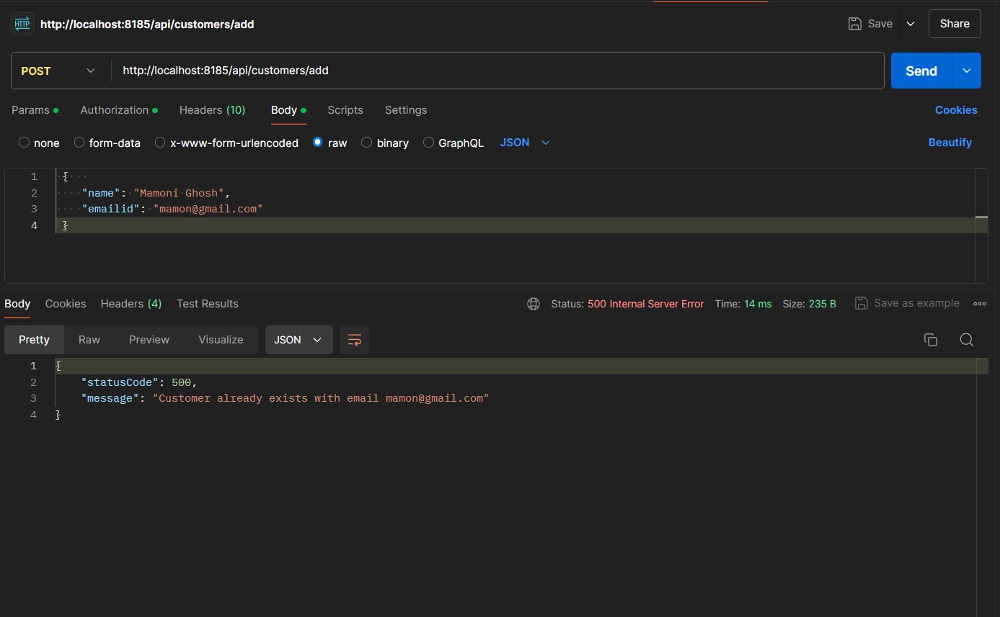 HTTP http://localhost:8185/api/customers/add Save Share
POST http://localhost:8185/api/customers/add Send
Params Authorization Headers (10) Body Scripts Settings Cookies
none form-data x-www-form-urlencoded raw binary GraphQL JSON Beautify
1 {
2 "name": "Mamoni Ghosh",
3 "emailid": "mamon@gmail.com"
4 }
Body Cookies Headers (4) Test Results Status: 500 Internal Server Error Time: 14 ms Size: 235 B Save as example
Pretty Raw Preview Visualize JSON
1 {
2 "statusCode": 500,
3 "message": "Customer already exists with email mamon@gmail.com"
4 }